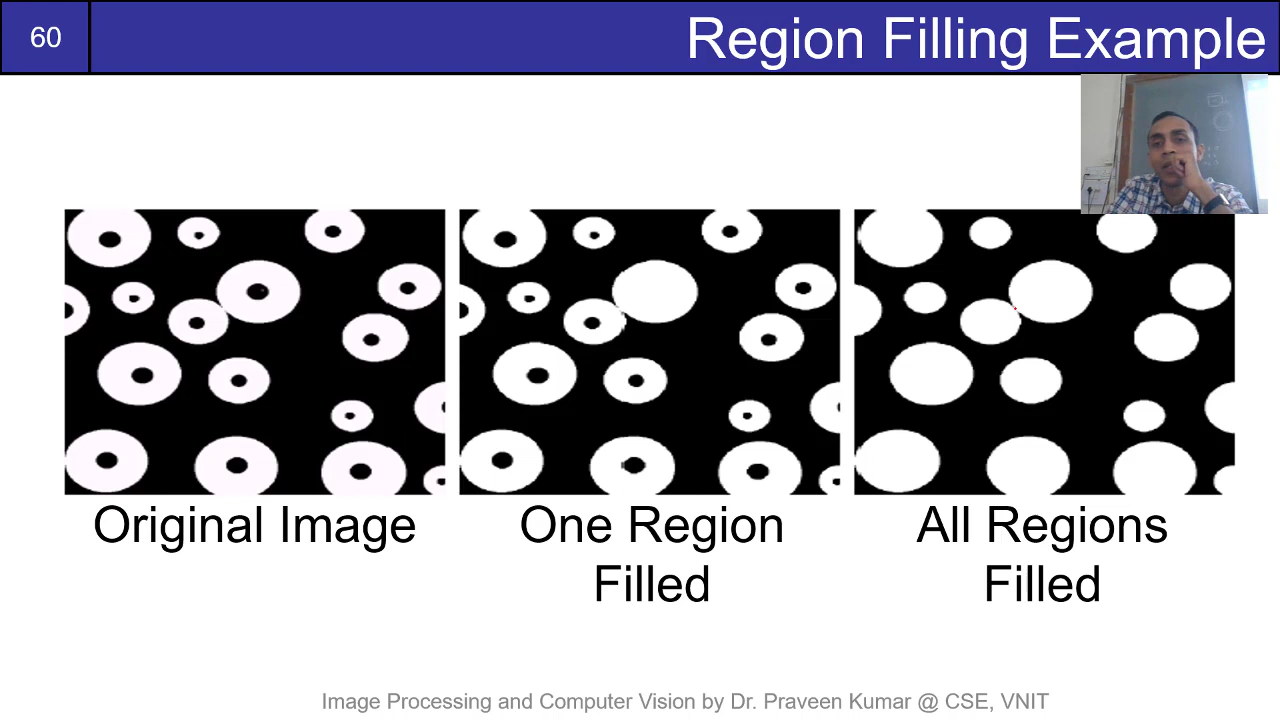 60
Region Filling Example
Original Image
One Region
Filled
All Regions
Filled
Image Processing and Computer Vision by Dr. Praveen Kumar @ CSE, VNIT